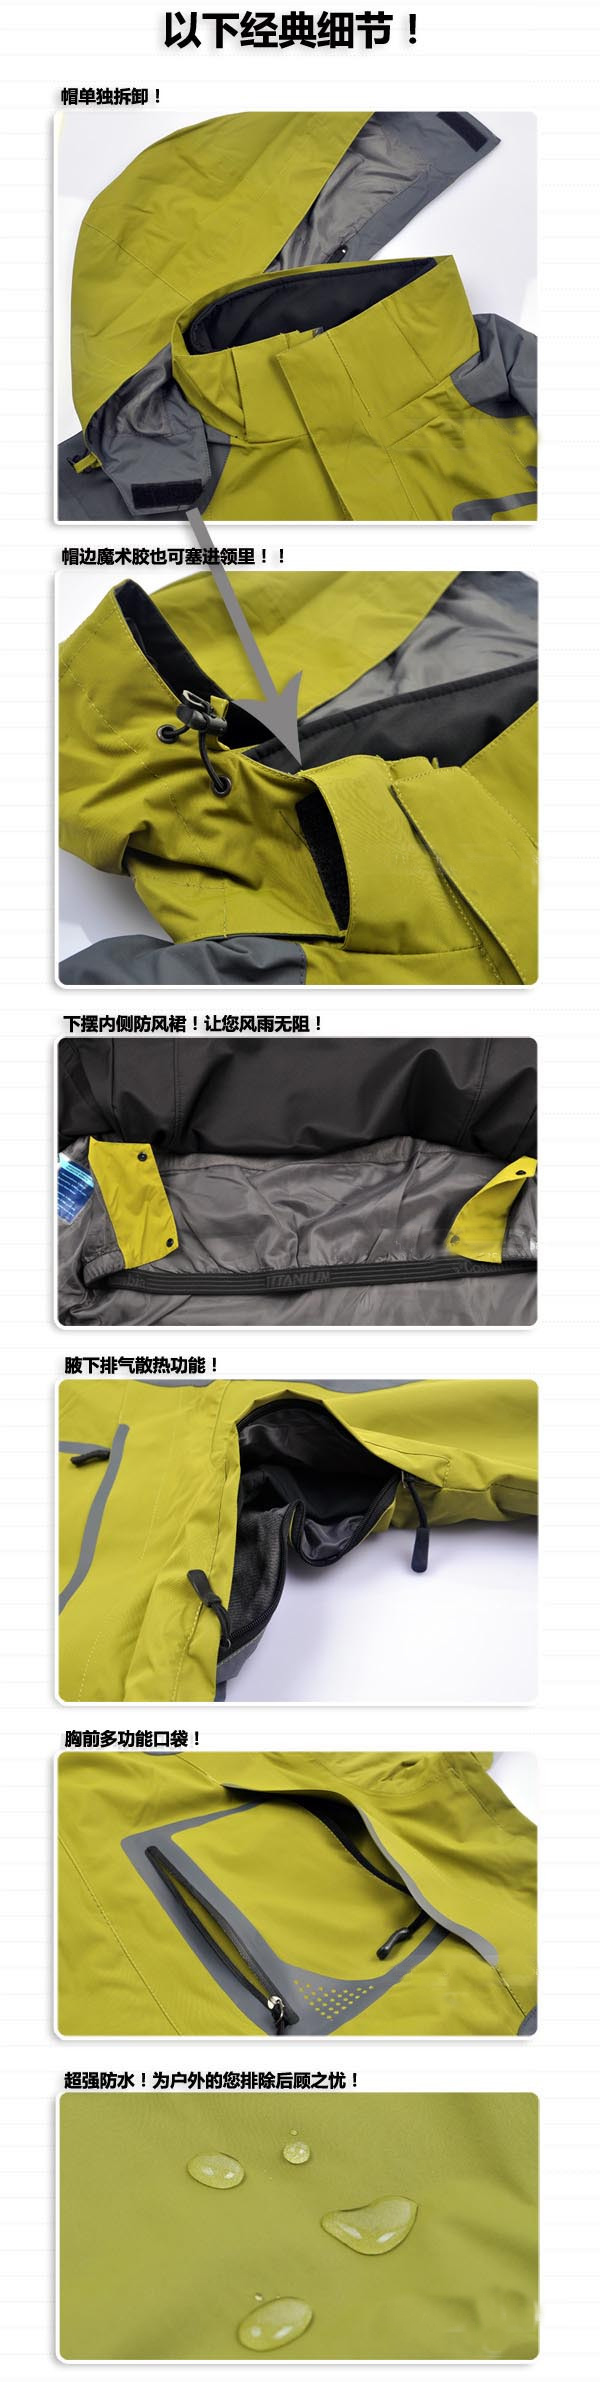 以下经典细节！
帽单独拆卸！
帽边魔术胶也可塞进领里！！
下摆内侧防风裙！让您风雨无阻！
TITANIUM
腋下排气散热功能！
胸前多功能口袋！
超强防水！为户外的您排除后顾之忧！